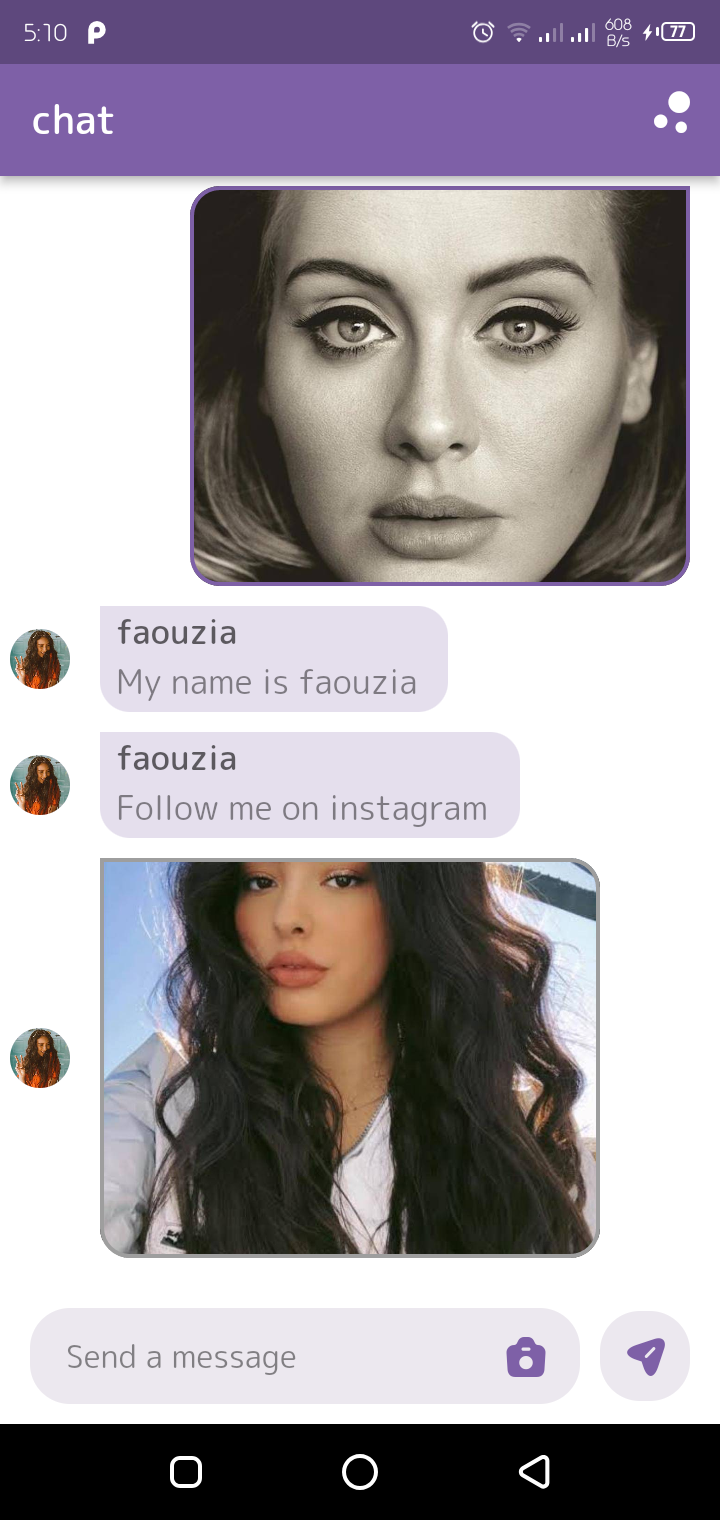 5:10
608
B/s
77
chat
faouzia
My name is faouzia
faouzia
Follow me on instagram
Send a message